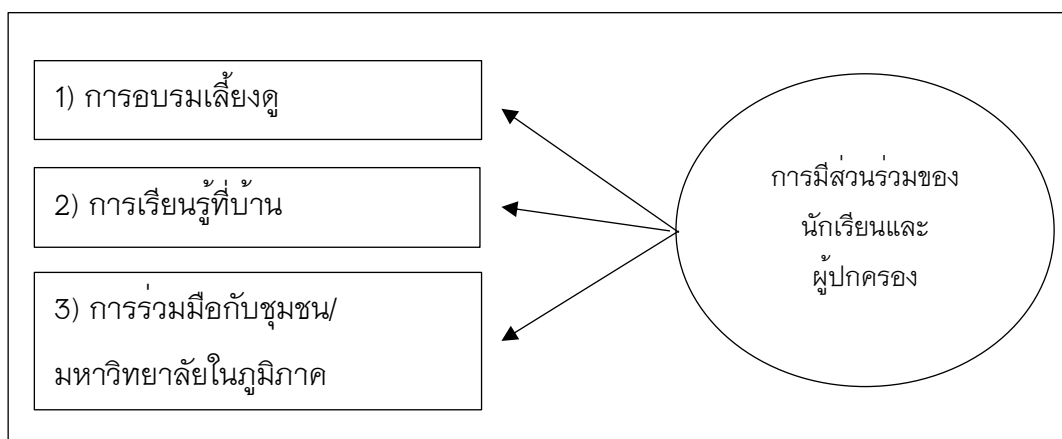 1) การอบรมเลี้ยงดู
2) การเรียนรู้ที่บ้าน
3) การร่วมมือกับชุมชน/
มหาวิทยาลัยในภูมิภาค
การมีส่วนร่วมของ
นักเรียนและ
ผู้ปกครอง